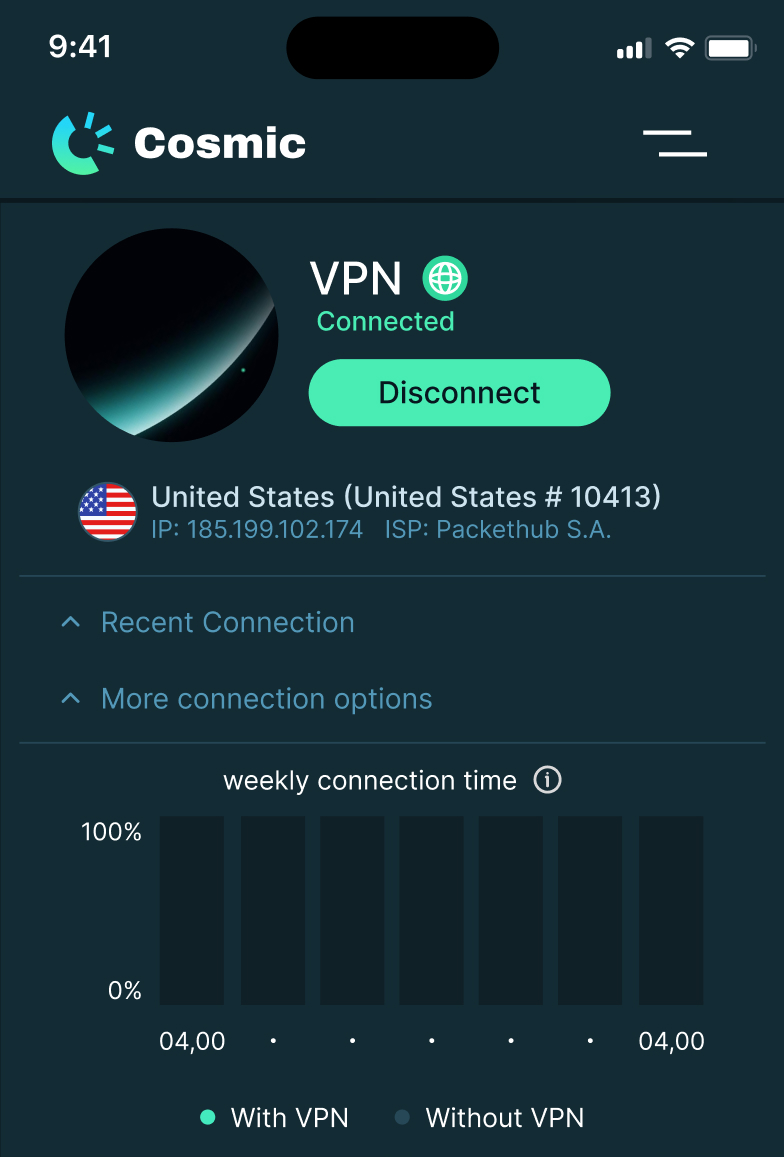 9:41
Cosmic
VPN
Connected
Disconnect
United States (United States # 10413)
IP: 185.199.102.174 ISP: Packethub S.A.
Recent Connection
More connection options
weekly connection time
100%
0%
04,00 04,00
With VPN Without VPN